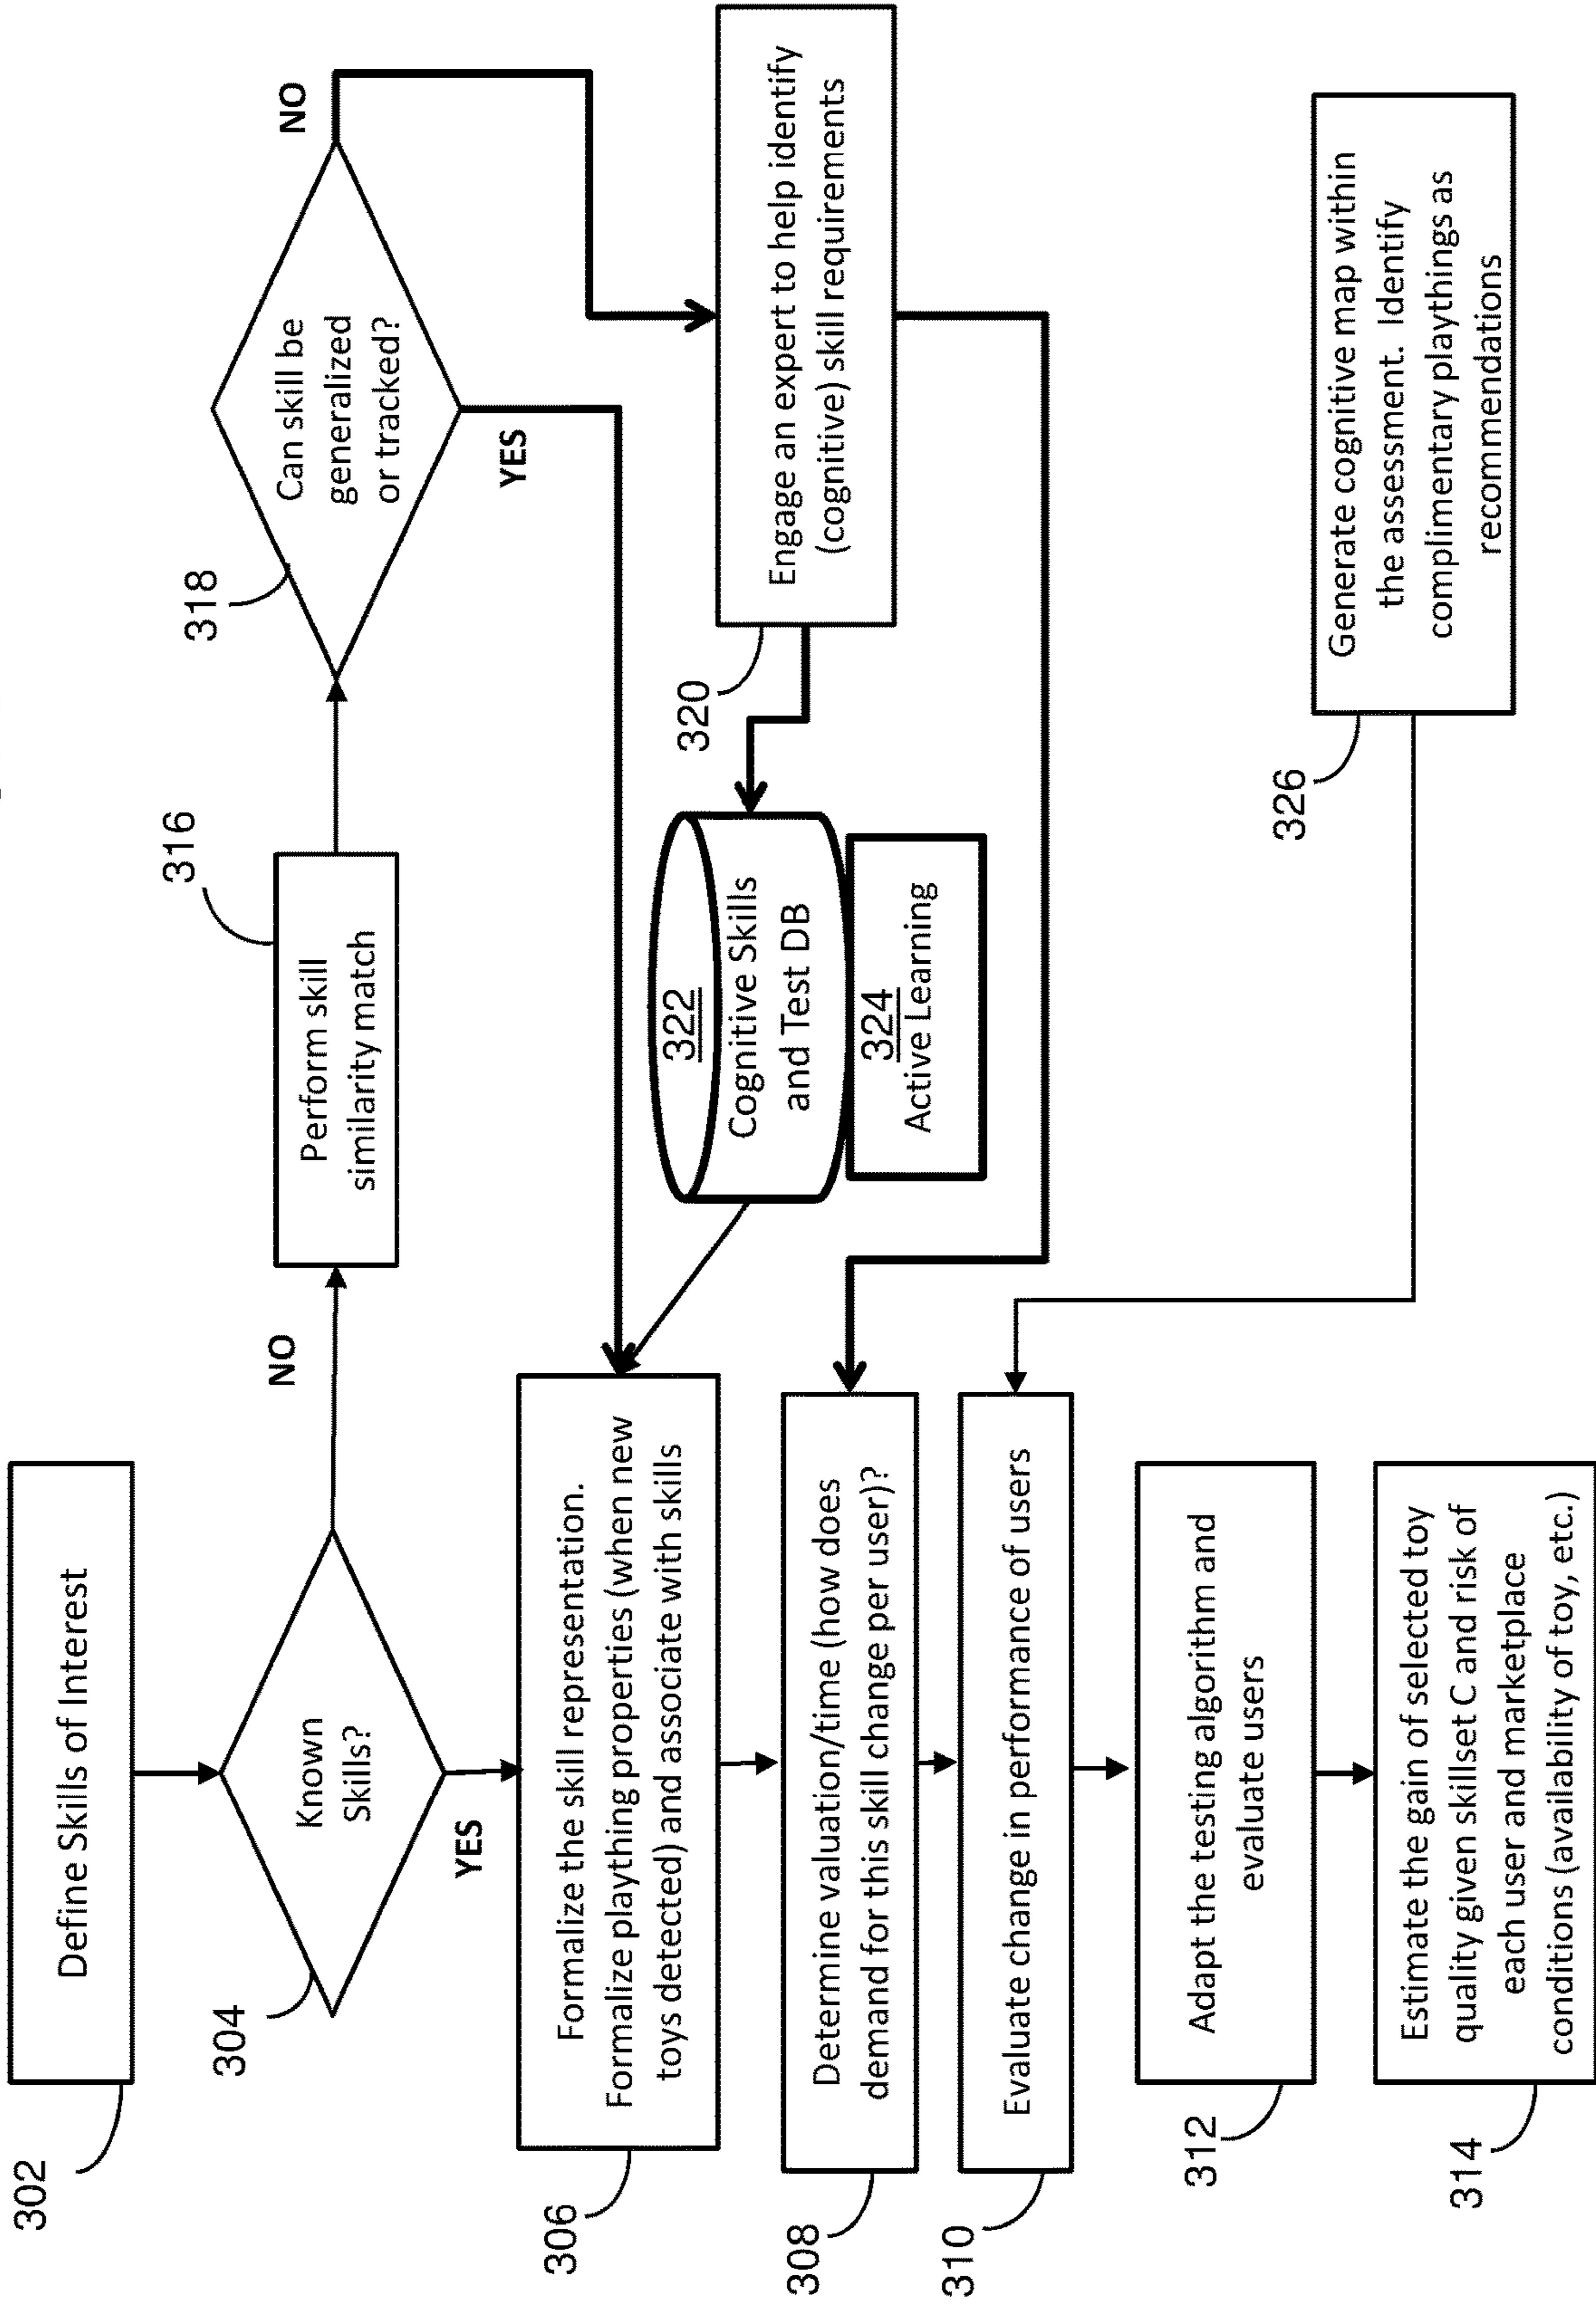 302
Define Skills of Interest
304
Known
Skills?
NO
YES
316
Perform skill
similarity match
318
Can skill be
generalized
or tracked?
NO
YES
306
Formalize the skill representation.
Formalize plaything properties (when new
toys detected) and associate with skills
320
Engage an expert to help identify
(cognitive) skill requirements
322
Cognitive Skills
and Test DB
324
Active Learning
308
Determine valuation/time (how does
demand for this skill change per user)?
310
Evaluate change in performance of users
326
Generate cognitive map within
the assessment. Identify
complimentary playthings as
recommendations
312
Adapt the testing algorithm and
evaluate users
314
Estimate the gain of selected toy
quality given skillset C and risk of
each user and marketplace
conditions (availability of toy, etc.)